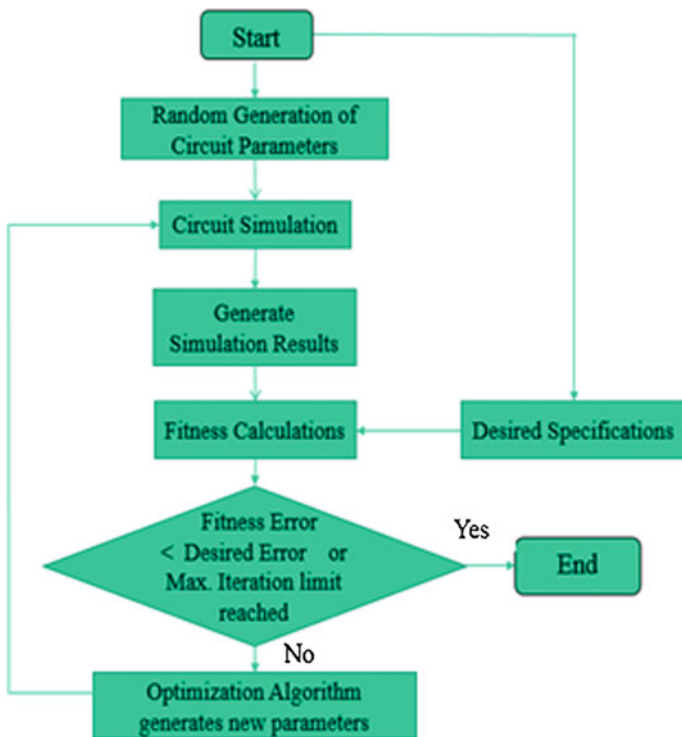 Start
Random Generation of
Circuit Parameters
Circuit Simulation
Generate
Simulation Results
Fitness Calculations
Desired Specifications
Fitness Error
< Desired Error or
Max. Iteration limit
reached
Yes
End
No
Optimization Algorithm
generates new parameters